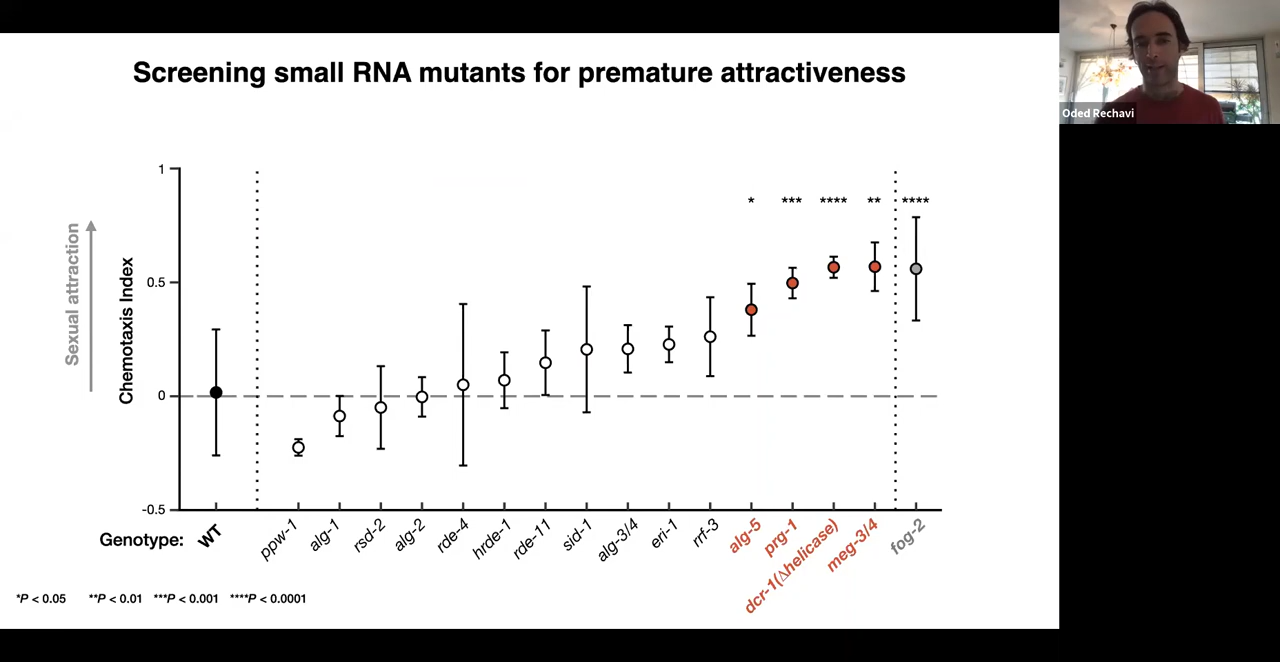 Screening small RNA mutants for premature attractiveness
Oded Rechavi
Sexual attraction
Chemotaxis Index
1
0.5
0
-0.5
* *** **** ** ****
Genotype: WT ppw-1 alg-1 rsd-2 alg-2 rde-4 hrde-1 rde-11 sid-1 alg-3/4 eri-1 rrf-3 alg-5 prg-1 dcr-1(Δhelicase) meg-3/4 fog-2
*P < 0.05 **P < 0.01 ***P < 0.001 ****P < 0.0001